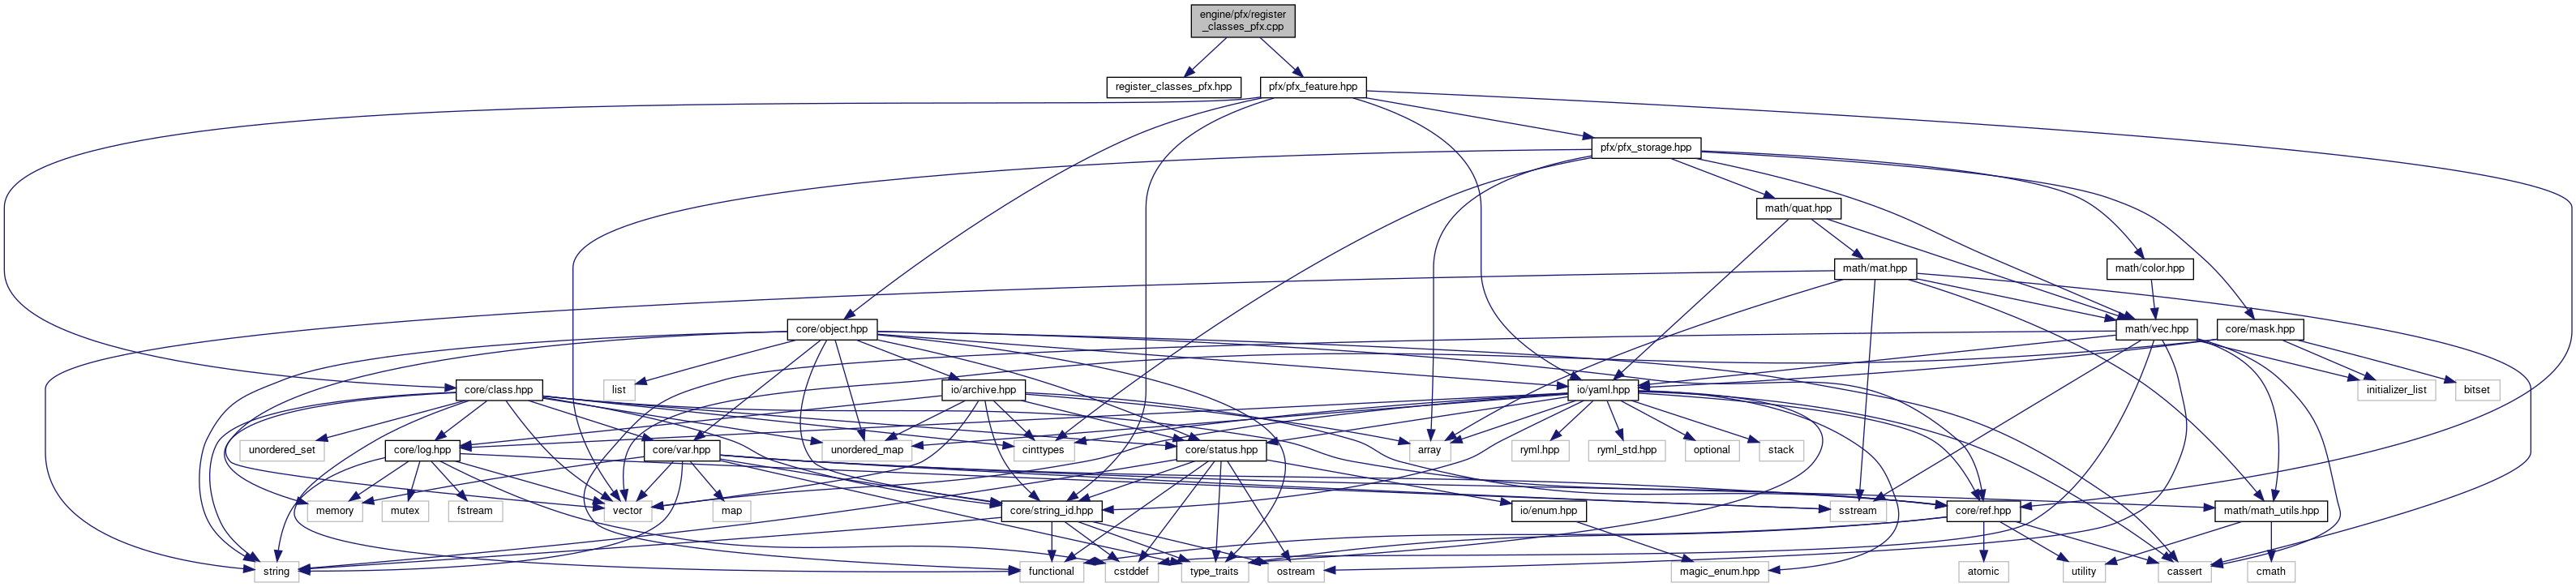 engine/pfx/register
_classes_pfx.cpp
register_classes_pfx.hpp
pfx/pfx_feature.hpp
pfx/pfx_storage.hpp
math/quat.hpp
math/mat.hpp
math/color.hpp
core/object.hpp
math/vec.hpp
core/mask.hpp
core/class.hpp
list
io/archive.hpp
io/yaml.hpp
initializer_list
bitset
unordered_set
core/log.hpp
core/var.hpp
unordered_map
cinttypes
core/status.hpp
array
ryml.hpp
ryml_std.hpp
optional
stack
memory
mutex
fstream
vector
map
core/string_id.hpp
io/enum.hpp
sstream
core/ref.hpp
math/math_utils.hpp
string
functional
cstddef
type_traits
ostream
magic_enum.hpp
atomic
utility
cassert
cmath